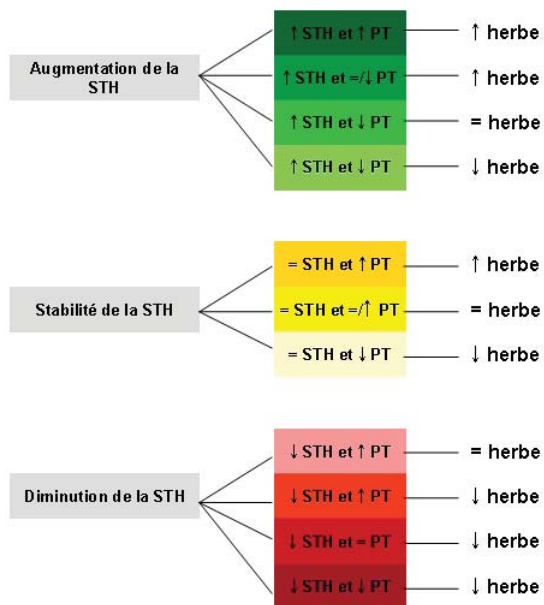 ↑ STH et ↑ PT
↑ herbe
Augmentation de la
STH
↑ STH et =/↓ PT
↑ herbe
↑ STH et ↓ PT
= herbe
↑ STH et ↓ PT
↓ herbe
= STH et ↑ PT
↑ herbe
Stabilité de la STH
= STH et =/↑ PT
= herbe
= STH et ↓ PT
↓ herbe
↓ STH et ↑ PT
= herbe
Diminution de la STH
↓ STH et ↑ PT
↓ herbe
↓ STH et = PT
↓ herbe
↓ STH et ↓ PT
↓ herbe